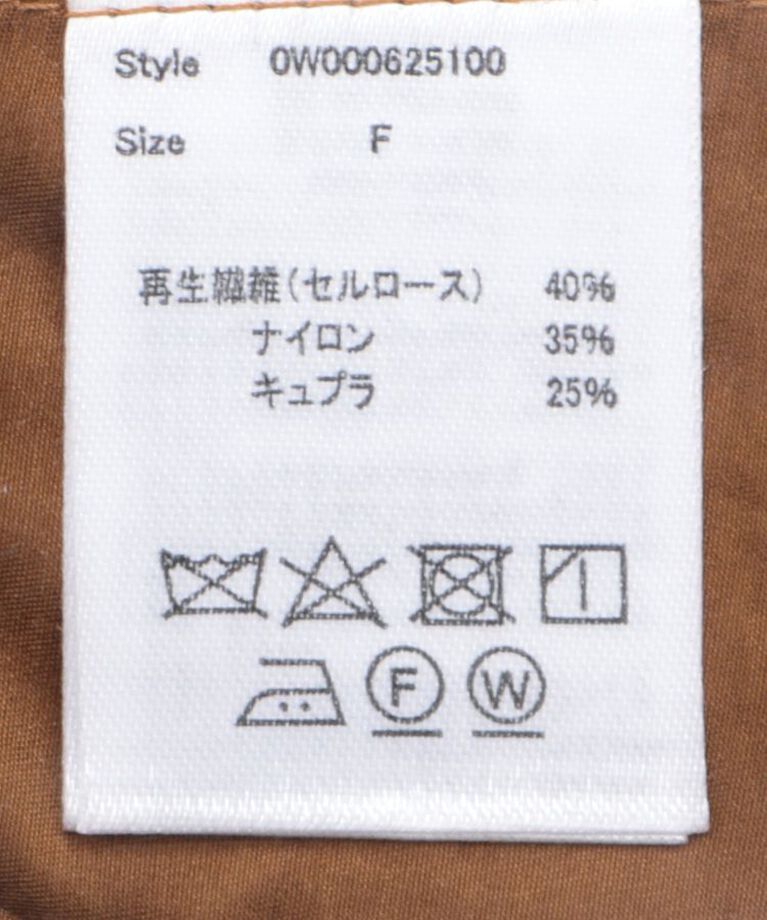 Style 0W000625100
Size F
再生繊維(セルロース) 40%
ナイロン 35%
キュプラ 25%
F W